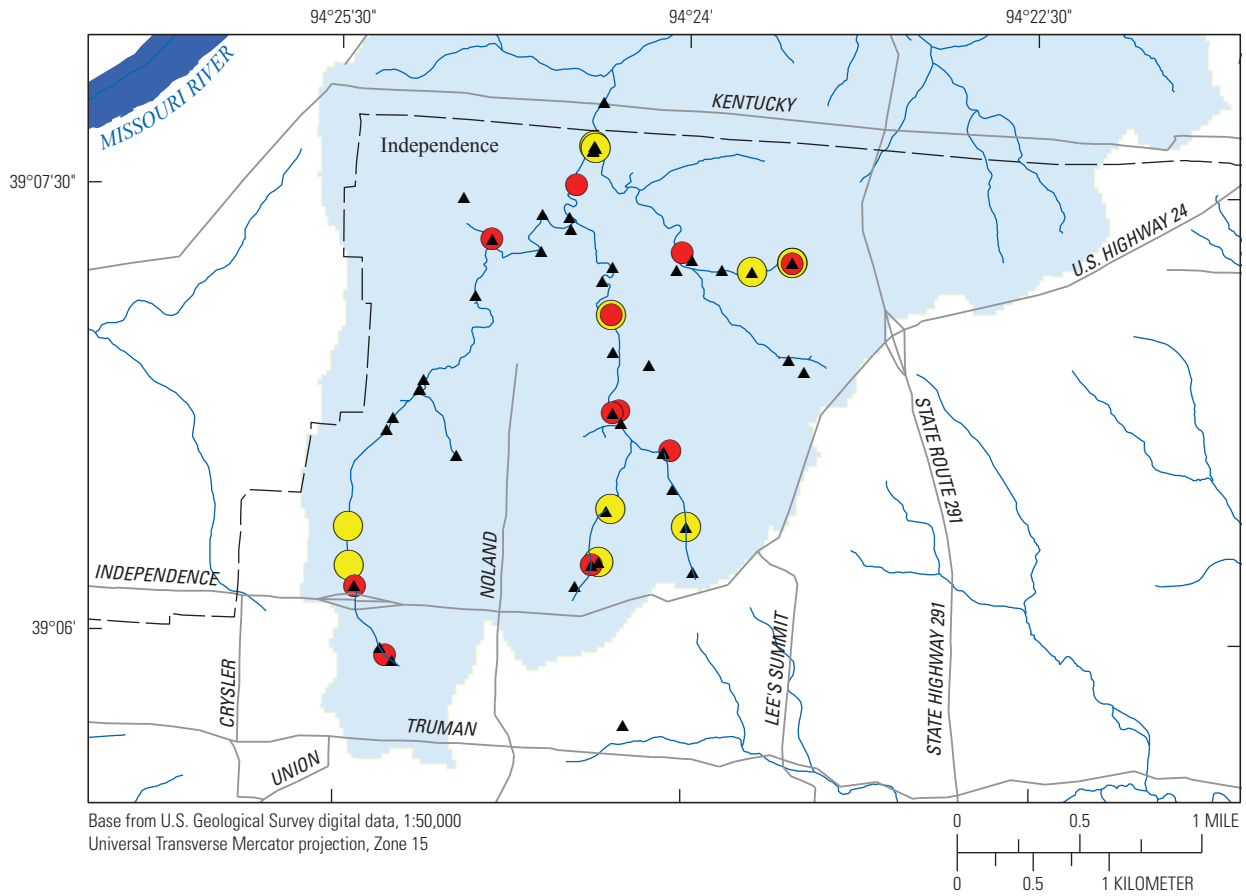 94°25'30"
94°24'
94°22'30"
MISSOURI RIVER
KENTUCKY
Independence
39°07'30"
U.S. HIGHWAY 24
STATE ROUTE 291
NOLAND
INDEPENDENCE
39°06'
CRYSLER
LEE'S SUMMIT
STATE HIGHWAY 291
TRUMAN
UNION
Base from U.S. Geological Survey digital data, 1:50,000
Universal Transverse Mercator projection, Zone 15
0 0.5 1 MILE
0 0.5 1 KILOMETER